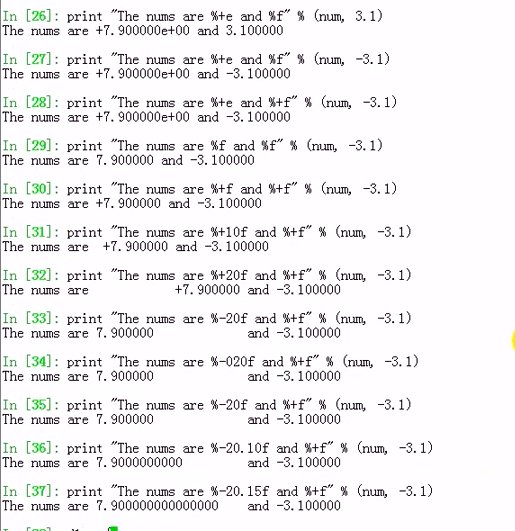 In [26]: print "The nums are %+e and %f" % (num, 3.1)
The nums are +7.900000e+00 and 3.100000
In [27]: print "The nums are %+e and %f" % (num, -3.1)
The nums are +7.900000e+00 and -3.100000
In [28]: print "The nums are %+e and %+f" % (num, -3.1)
The nums are +7.900000e+00 and -3.100000
In [29]: print "The nums are %f and %f" % (num, -3.1)
The nums are 7.900000 and -3.100000
In [30]: print "The nums are %+f and %+f" % (num, -3.1)
The nums are +7.900000 and -3.100000
In [31]: print "The nums are %+10f and %+f" % (num, -3.1)
The nums are  +7.900000 and -3.100000
In [32]: print "The nums are %+20f and %+f" % (num, -3.1)
The nums are            +7.900000 and -3.100000
In [33]: print "The nums are %-20f and %+f" % (num, -3.1)
The nums are 7.900000             and -3.100000
In [34]: print "The nums are %-020f and %+f" % (num, -3.1)
The nums are 7.900000             and -3.100000
In [35]: print "The nums are %-20f and %+f" % (num, -3.1)
The nums are 7.900000             and -3.100000
In [36]: print "The nums are %-20.10f and %+f" % (num, -3.1)
The nums are 7.9000000000         and -3.100000
In [37]: print "The nums are %-20.15f and %+f" % (num, -3.1)
The nums are 7.900000000000000    and -3.100000